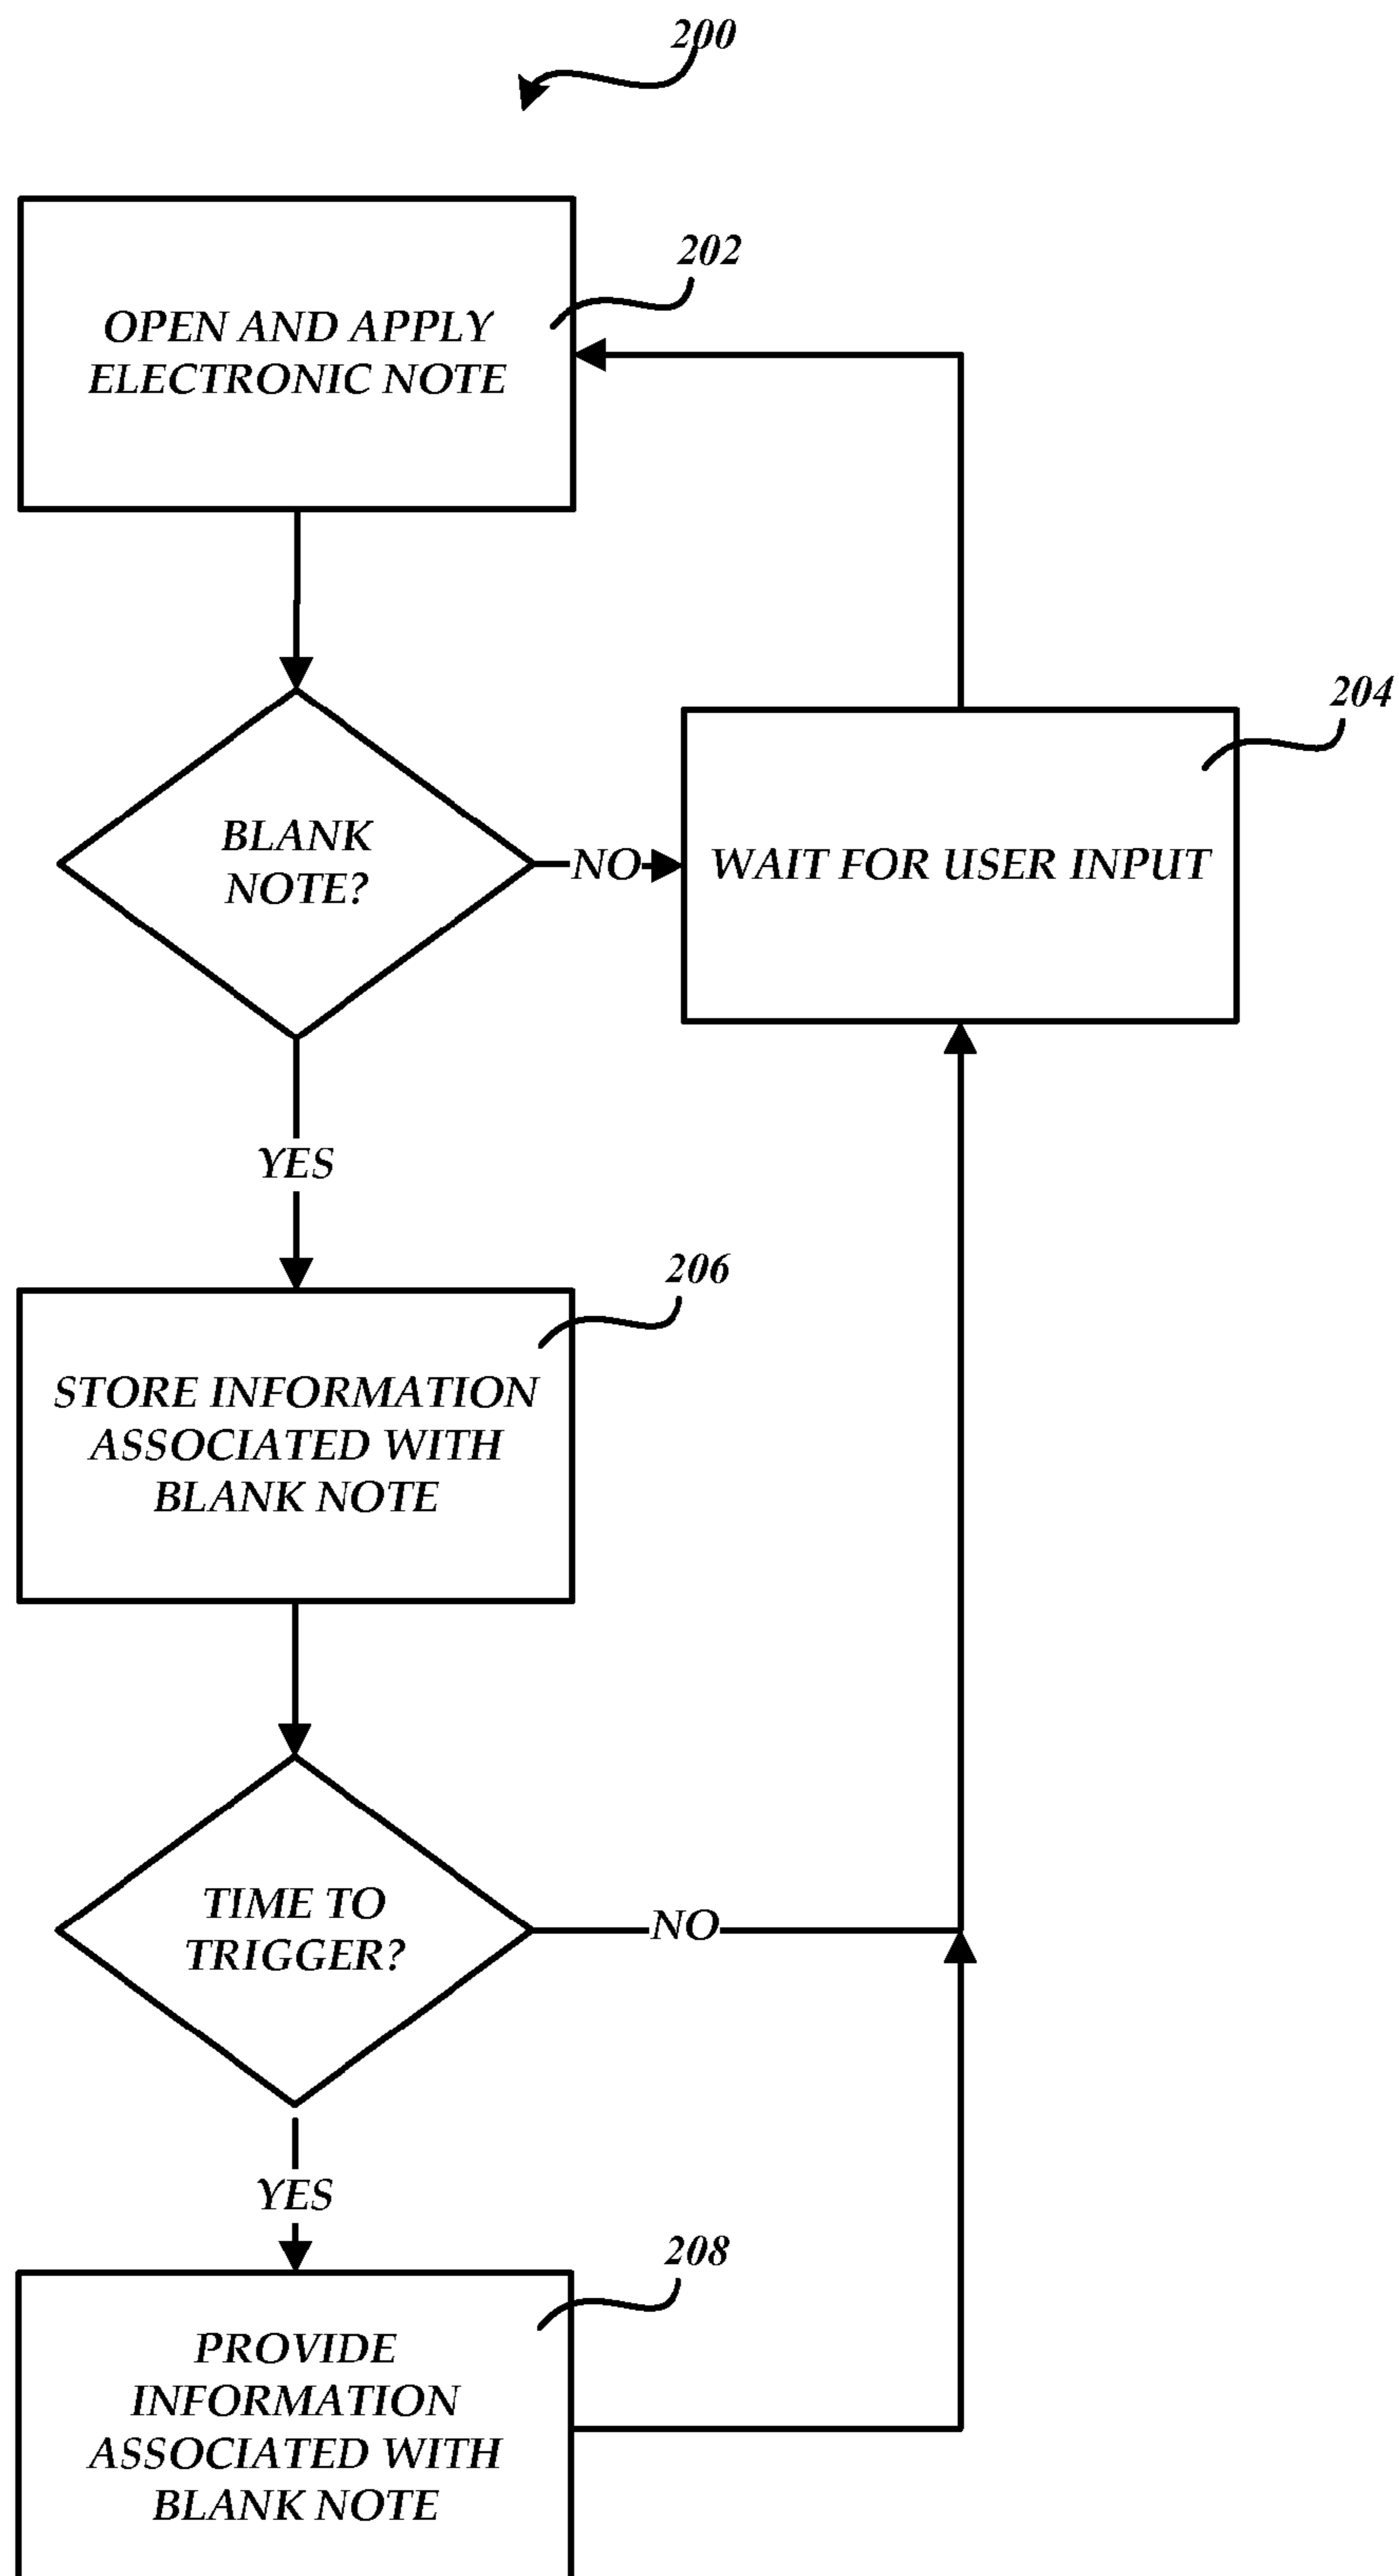 200
202
OPEN AND APPLY
ELECTRONIC NOTE
204
BLANK
NOTE?
NO
WAIT FOR USER INPUT
YES
206
STORE INFORMATION
ASSOCIATED WITH
BLANK NOTE
TIME TO
TRIGGER?
NO
YES
208
PROVIDE
INFORMATION
ASSOCIATED WITH
BLANK NOTE